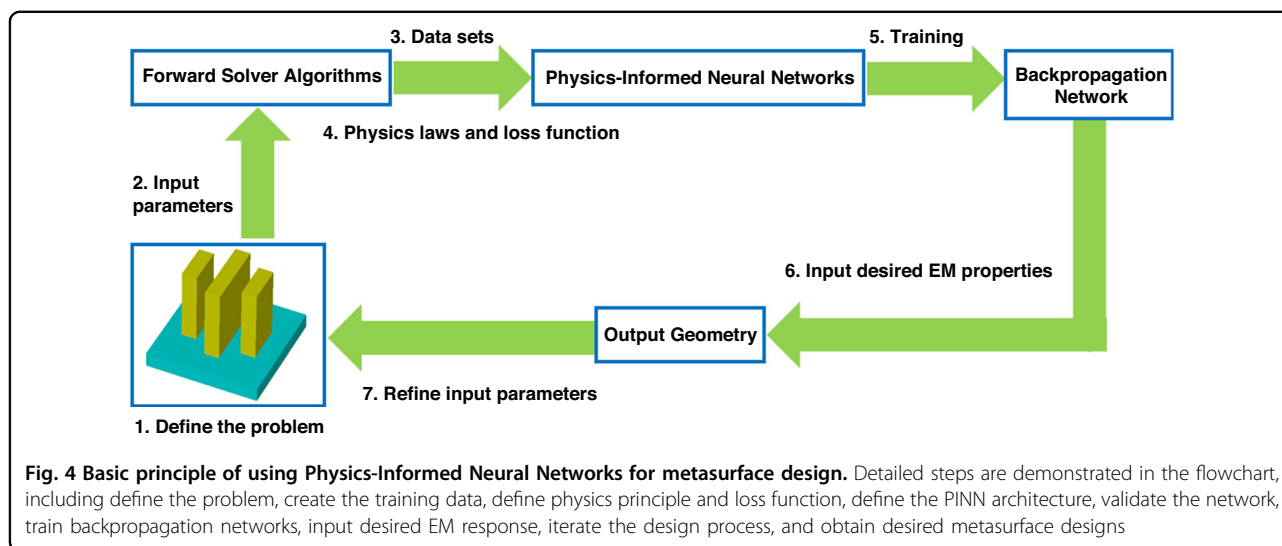 3. Data sets
5. Training
Forward Solver Algorithms
Physics-Informed Neural Networks
Backpropagation
Network
4. Physics laws and loss function
2. Input
parameters
6. Input desired EM properties
Output Geometry
7. Refine input parameters
1. Define the problem
Fig. 4 Basic principle of using Physics-Informed Neural Networks for metasurface design. Detailed steps are demonstrated in the flowchart,
including define the problem, create the training data, define physics principle and loss function, define the PINN architecture, validate the network,
train backpropagation networks, input desired EM response, iterate the design process, and obtain desired metasurface designs